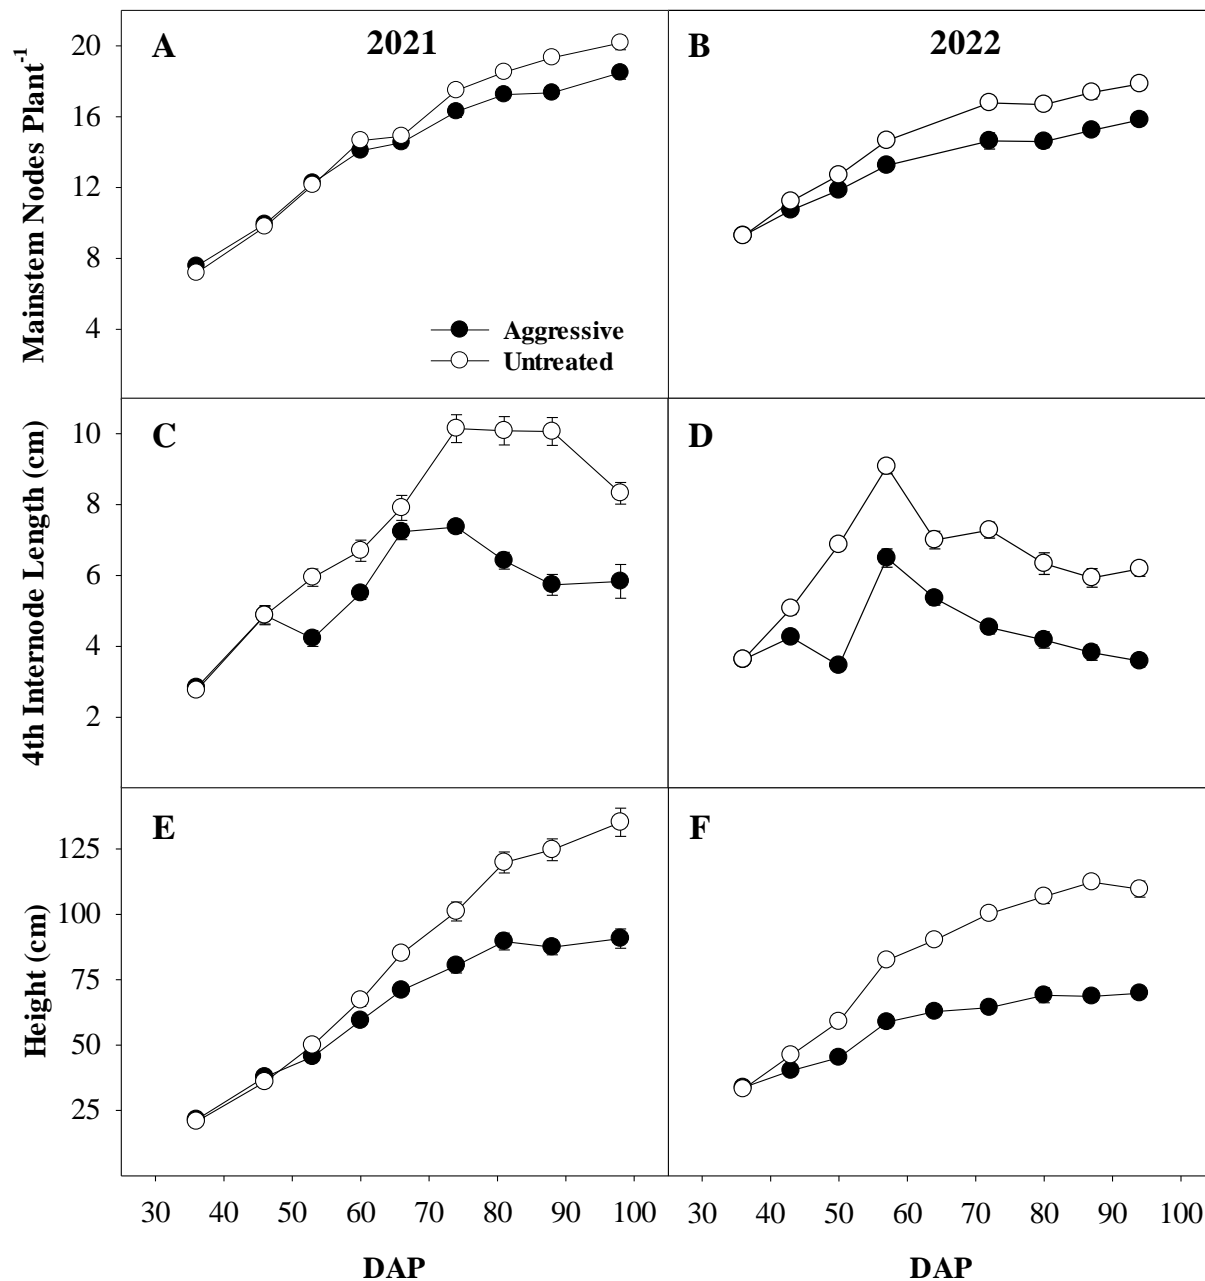 A
2021
B
2022
Mainstem Nodes Plant-1
20
16
12
8
4
Aggressive
Untreated
C
D
4th Internode Length (cm)
10
8
6
4
2
E
F
Height (cm)
125
100
75
50
25
30 40 50 60 70 80 90 100
30 40 50 60 70 80 90 100
DAP
DAP